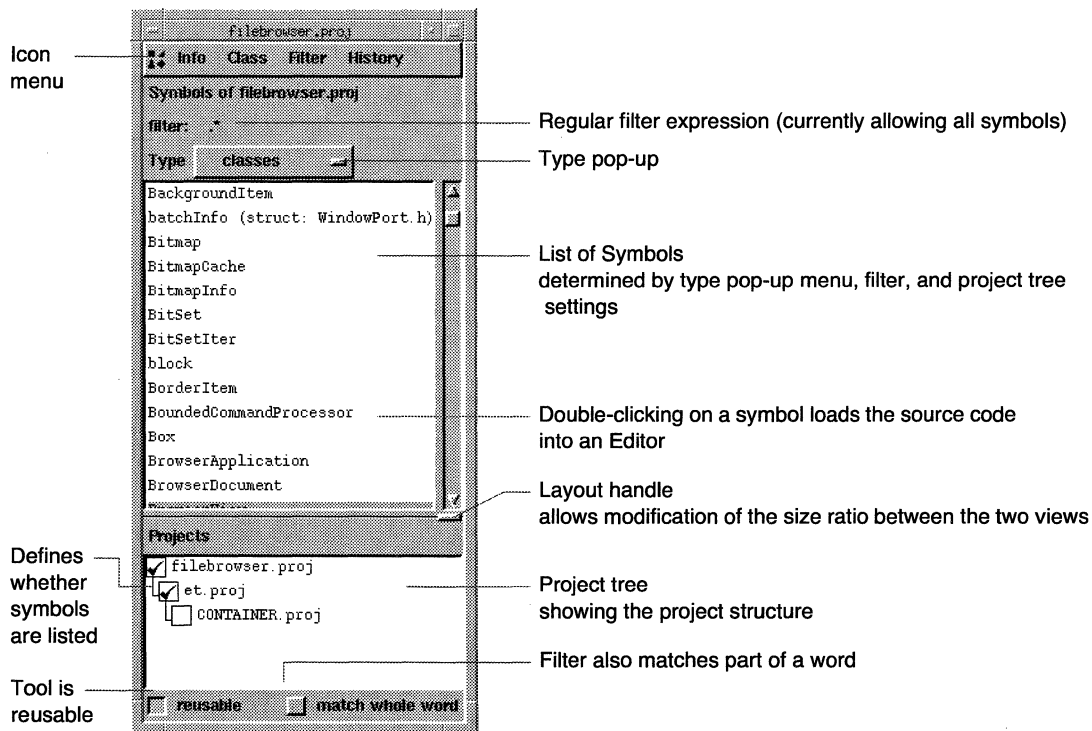 filebrowser.proj
Icon
menu
Info Class Filter History
Symbols of filebrowser.proj
filter: .*
Regular filter expression (currently allowing all symbols)
Type classes
Type pop-up
BackgroundItem
batchInfo (struct: WindowPort.h)
Bitmap
BitmapCache
BitmapInfo
BitSet
BitSetIter
block
BorderItem
BoundedCommandProcessor
Box
BrowserApplication
BrowserDocument
List of Symbols
determined by type pop-up menu, filter, and project tree
settings
Double-clicking on a symbol loads the source code
into an Editor
Layout handle
allows modification of the size ratio between the two views
Projects
Defines
whether
symbols
are listed
filebrowser.proj
et.proj
CONTAINER.proj
Project tree
showing the project structure
Filter also matches part of a word
Tool is
reusable
reusable match whole word